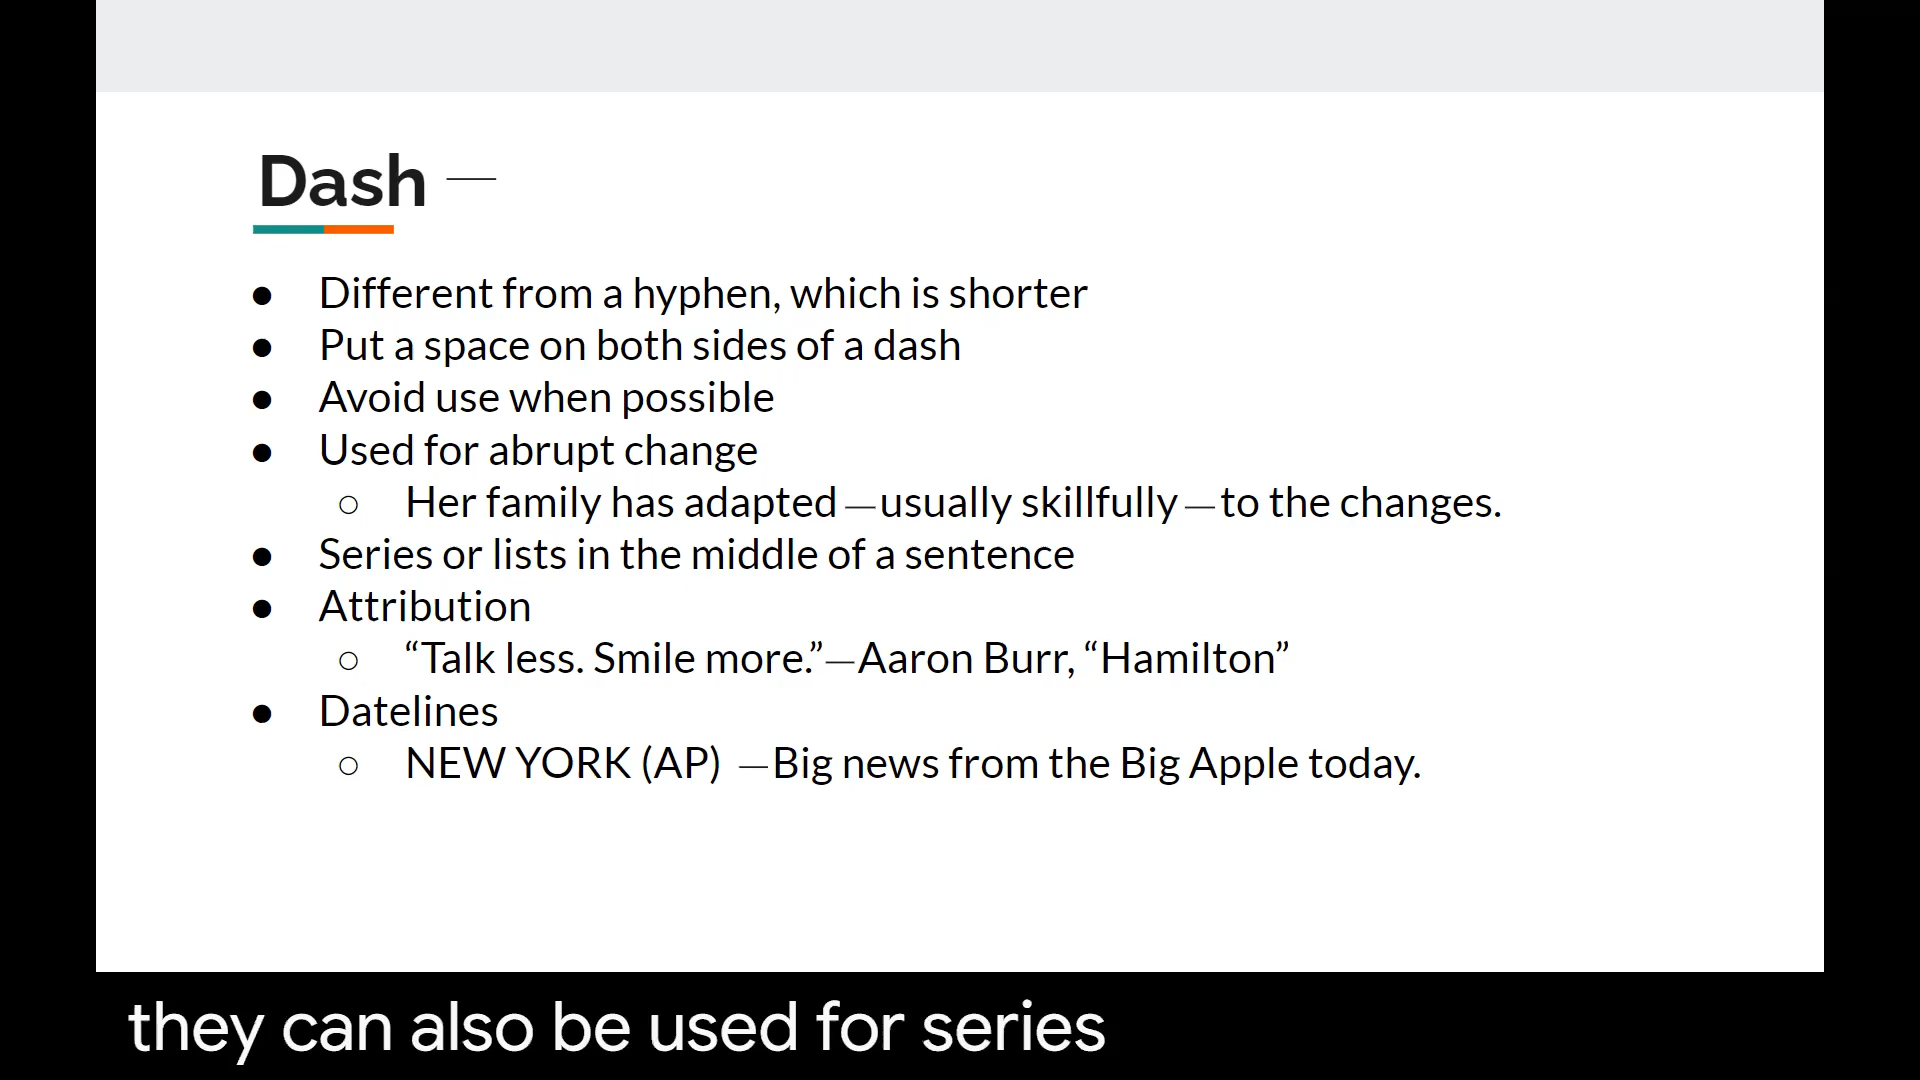 Dash —
● Different from a hyphen, which is shorter
● Put a space on both sides of a dash
● Avoid use when possible
● Used for abrupt change
○ Her family has adapted —usually skillfully —to the changes.
● Series or lists in the middle of a sentence
● Attribution
○ “Talk less. Smile more.”—Aaron Burr, “Hamilton”
● Datelines
○ NEW YORK (AP) —Big news from the Big Apple today.
they can also be used for series